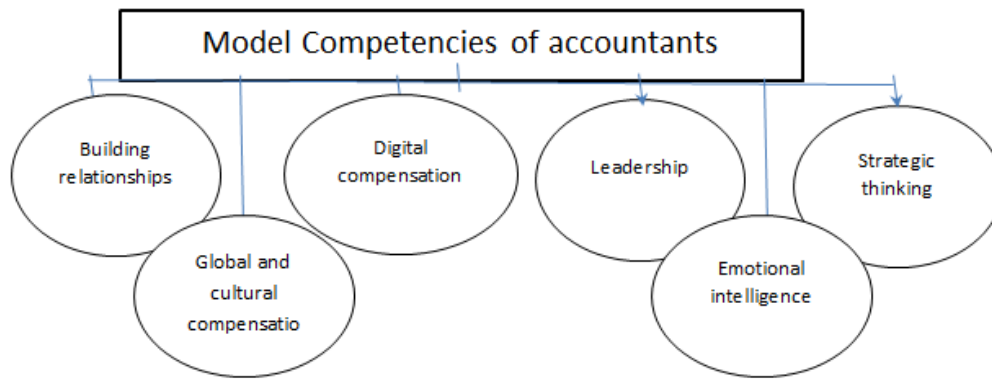 Model Competencies of accountants
Building
relationships
Digital
compensation
Leadership
Strategic
thinking
Global and
cultural
compensatio
Emotional
intelligence